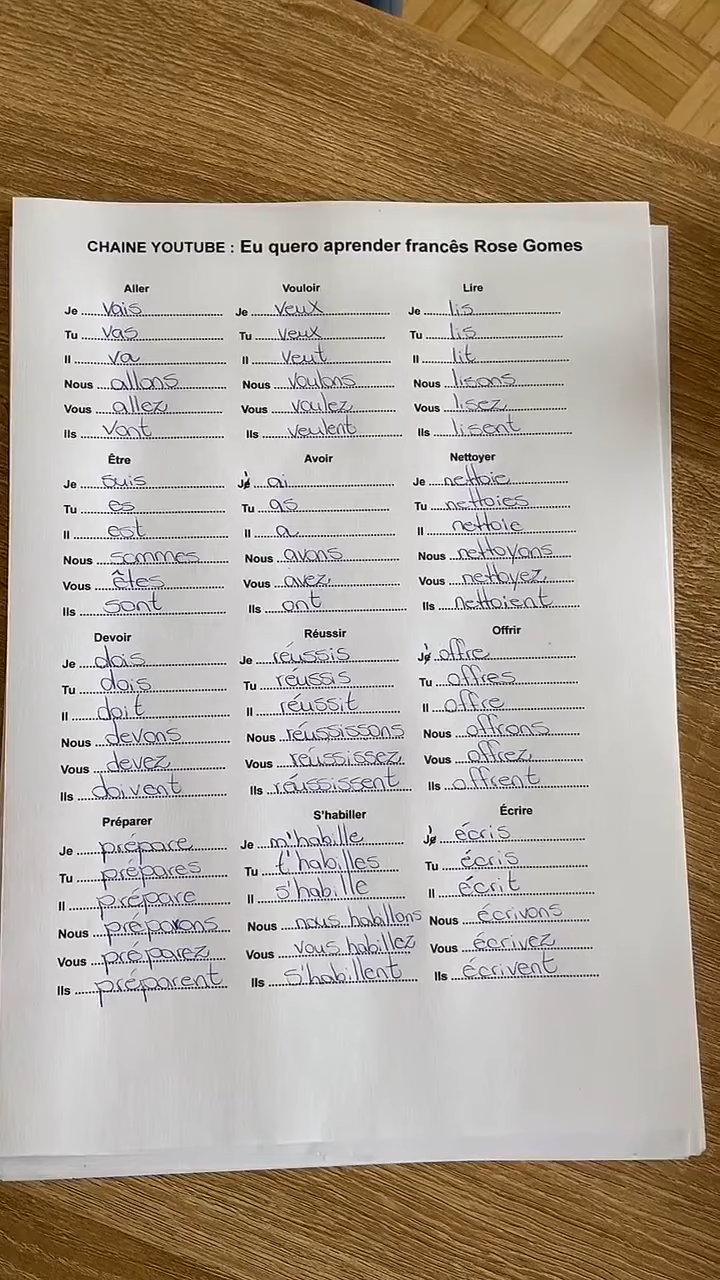 CHAINE YOUTUBE : Eu quero aprender francês Rose Gomes
Aller
Je vais
Tu vas
Il va
Nous allons
Vous allez
Ils vont
Vouloir
Je veux
Tu veux
Il veut
Nous voulons
Vous voulez
Ils veulent
Lire
Je lis
Tu lis
Il lit
Nous lisons
Vous lisez
Ils lisent
Être
Je suis
Tu es
Il est
Nous sommes
Vous êtes
Ils sont
Avoir
J' ai
Tu as
Il a
Nous avons
Vous avez
Ils ont
Nettoyer
Je nettoie
Tu nettoies
Il nettoie
Nous nettoyons
Vous nettoyez
Ils nettoient
Devoir
Je dois
Tu dois
Il doit
Nous devons
Vous devez
Ils doivent
Réussir
Je réussis
Tu réussis
Il réussit
Nous réussissons
Vous réussissez
Ils réussissent
Offrir
J' offre
Tu offres
Il offre
Nous offrons
Vous offrez
Ils offrent
Préparer
Je prépare
Tu prépares
Il prépare
Nous préparons
Vous préparez
Ils préparent
S'habiller
Je m'habille
Tu t'habilles
Il s'habille
Nous nous habillons
Vous vous habillez
Ils s'habillent
Écrire
J' écris
Tu écris
Il écrit
Nous écrivons
Vous écrivez
Ils écrivent